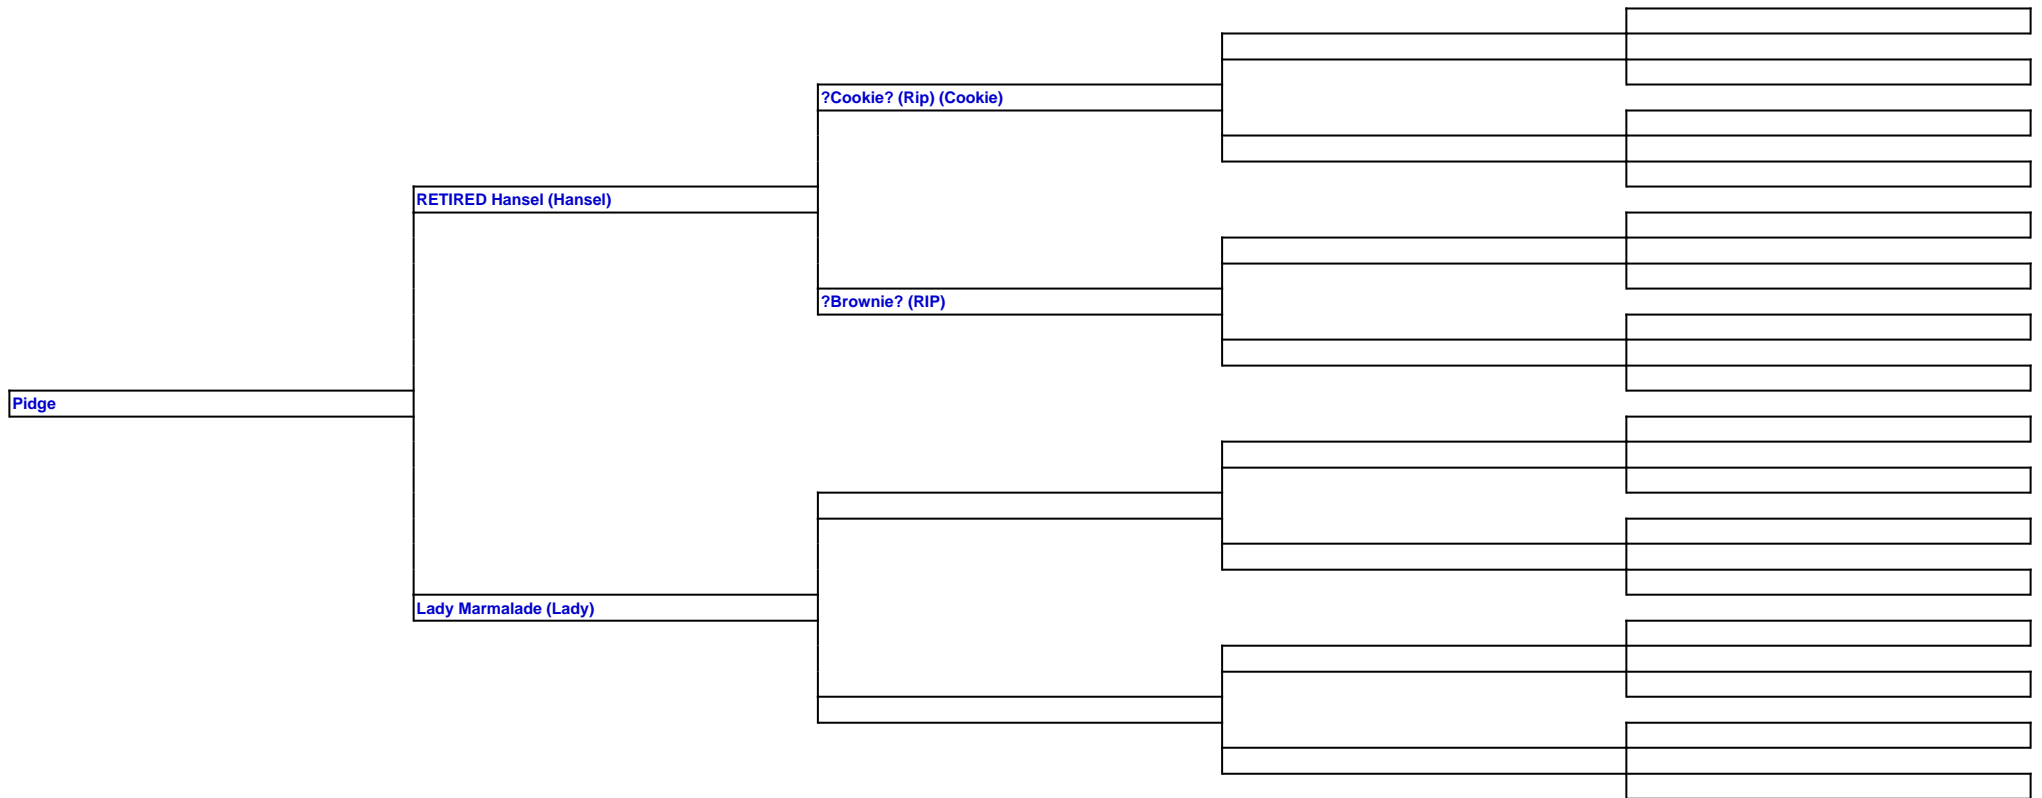 ?Cookie? (Rip) (Cookie)
RETIRED Hansel (Hansel)
?Brownie? (RIP)
Pidge
Lady Marmalade (Lady)